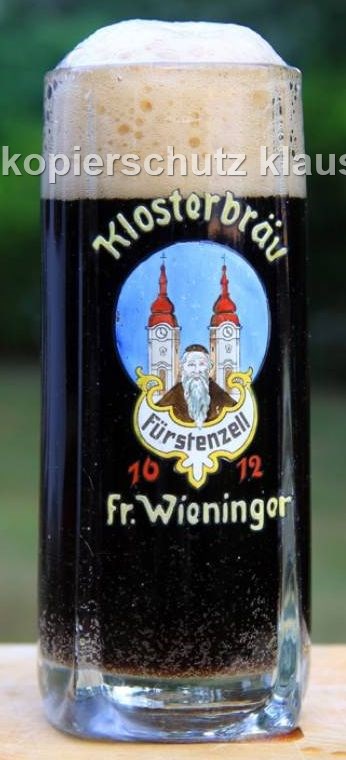 kopierschutz klaus
Klosterbräu
Fürstenzell
16 12
Fr. Wieninger